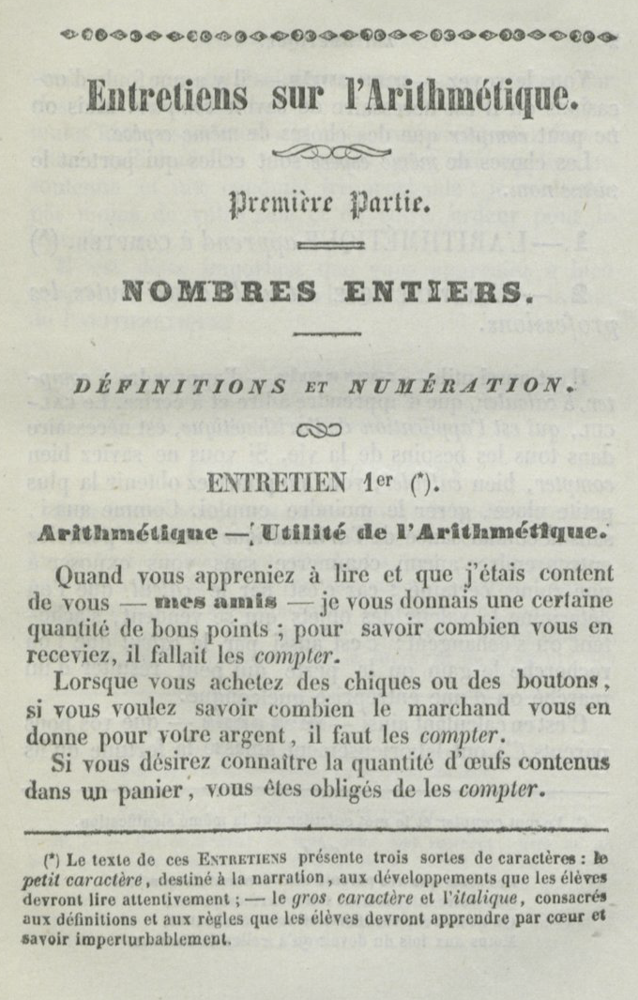 Entretiens sur l'Arithmétique.
Première Partie.
NOMBRES ENTIERS.
DÉFINITIONS ET NUMÉRATION.
ENTRETIEN 1er (*).
Arithmétique — Utilité de l'Arithmétique.
Quand vous appreniez à lire et que j'étais content
de vous — mes amis — je vous donnais une certaine
quantité de bons points ; pour savoir combien vous en
receviez, il fallait les compter.
Lorsque vous achetez des chiques ou des boutons,
si vous voulez savoir combien le marchand vous en
donne pour votre argent, il faut les compter.
Si vous désirez connaître la quantité d'œufs contenus
dans un panier, vous êtes obligés de les compter.
(*) Le texte de ces ENTRETIENS présente trois sortes de caractères : le
petit caractère, destiné à la narration, aux développements que les élèves
devront lire attentivement ; — le gros caractère et l'italique, consacrés
aux définitions et aux règles que les élèves devront apprendre par cœur et
savoir imperturbablement.